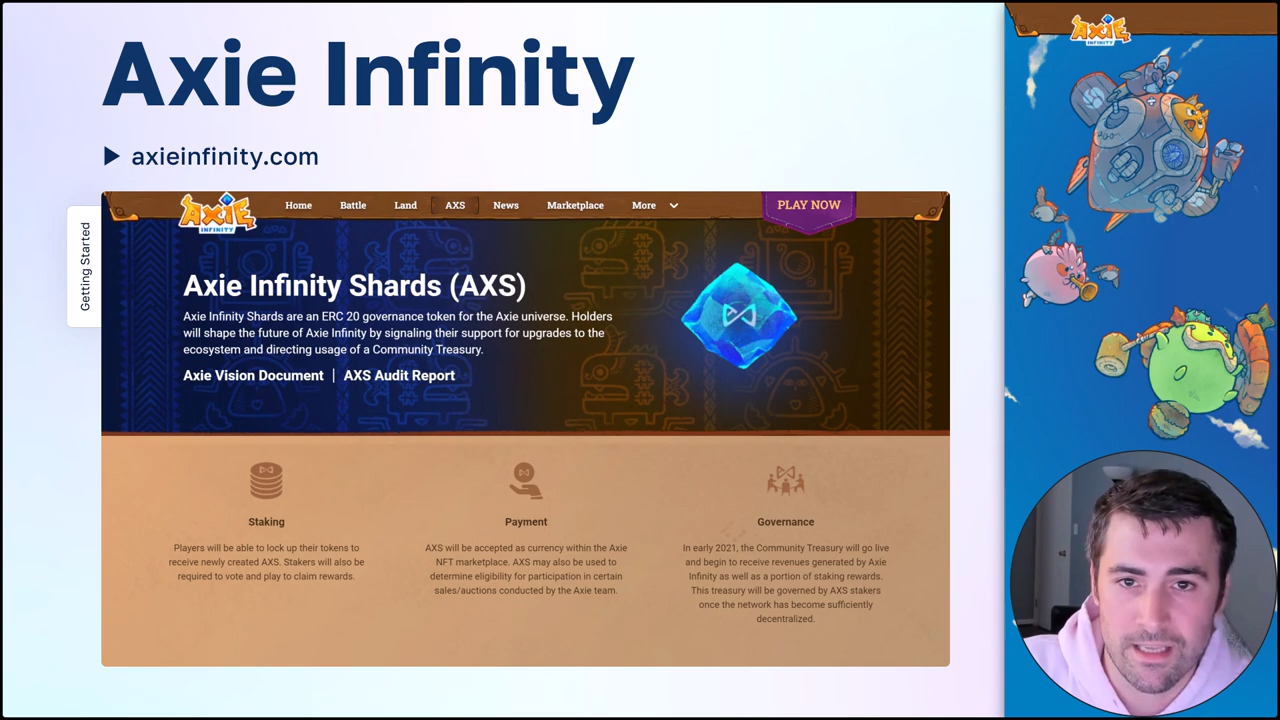 Axie Infinity
axieinfinity.com
Getting Started
AXIE
INFINITY
Home
Battle
Land
AXS
News
Marketplace
More
PLAY NOW
Axie Infinity Shards (AXS)
Axie Infinity Shards are an ERC 20 governance token for the Axie universe. Holders
will shape the future of Axie Infinity by signaling their support for upgrades to the
ecosystem and directing usage of a Community Treasury.
Axie Vision Document | AXS Audit Report
Staking
Players will be able to lock up their tokens to
receive newly created AXS. Stakers will also be
required to vote and play to claim rewards.
Payment
AXS will be accepted as currency within the Axie
NFT marketplace. AXS may also be used to
determine eligibility for participation in certain
sales/auctions conducted by the Axie team.
Governance
In early 2021, the Community Treasury will go live
and begin to receive revenues generated by Axie
Infinity as well as a portion of staking rewards.
This treasury will be governed by AXS stakers
once the network has become sufficiently
decentralized.
AXIE
INFINITY